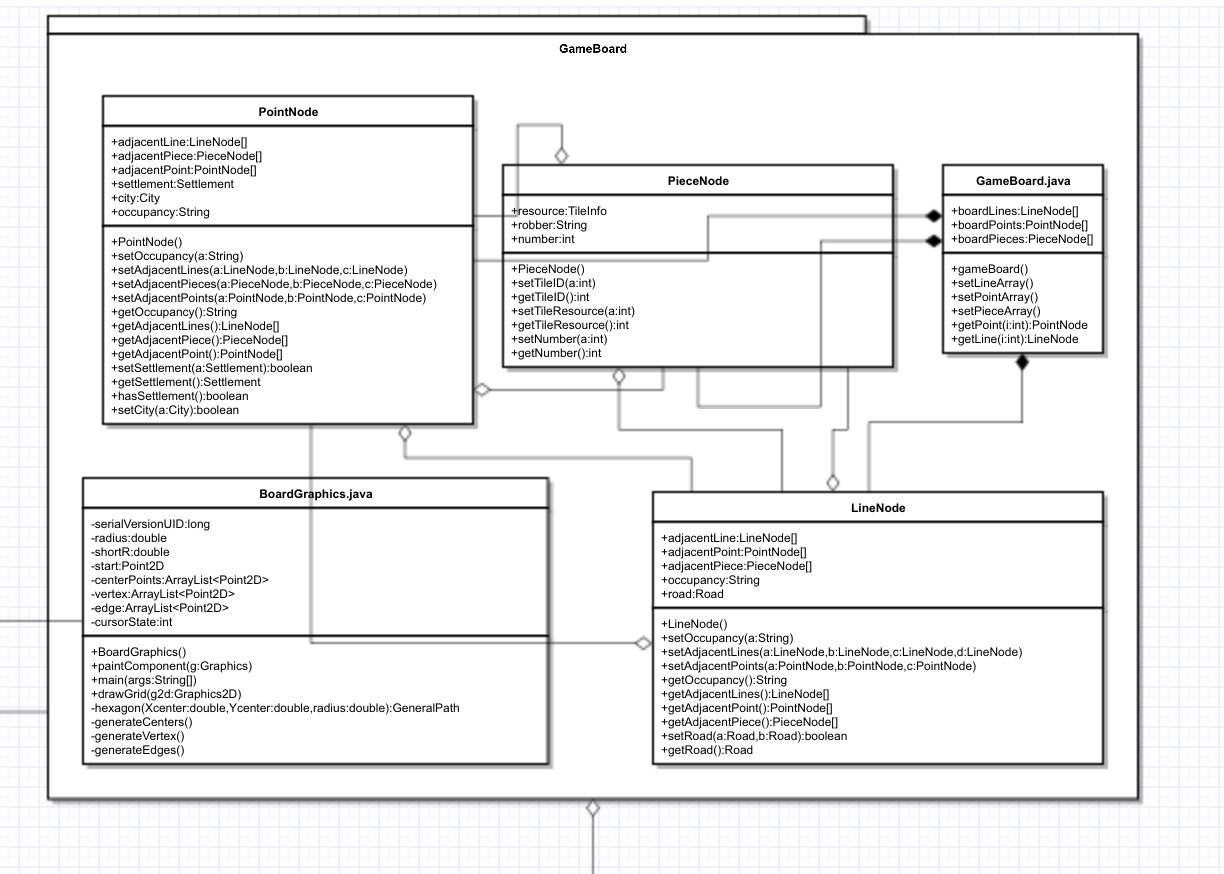 GameBoard
PointNode
+adjacentLine:LineNode[]
+adjacentPiece:PieceNode[]
+adjacentPoint:PointNode[]
+settlement:Settlement
+city:City
+occupancy:String
+PointNode()
+setOccupancy(a:String)
+setAdjacentLines(a:LineNode,b:LineNode,c:LineNode)
+setAdjacentPieces(a:PieceNode,b:PieceNode,c:PieceNode)
+setAdjacentPoints(a:PointNode,b:PointNode,c:PointNode)
+getOccupancy():String
+getAdjacentLines():LineNode[]
+getAdjacentPiece():PieceNode[]
+getAdjacentPoint():PointNode[]
+setSettlement(a:Settlement):boolean
+getSettlement():Settlement
+hasSettlement():boolean
+setCity(a:City):boolean
PieceNode
+resource:TileInfo
+robber:String
+number:int
+PieceNode()
+setTileID(a:int)
+getTileID():int
+setTileResource(a:int)
+getTileResource():int
+setNumber(a:int)
+getNumber():int
GameBoard.java
+boardLines:LineNode[]
+boardPoints:PointNode[]
+boardPieces:PieceNode[]
+gameBoard()
+setLineArray()
+setPointArray()
+setPieceArray()
+getPoint(i:int):PointNode
+getLine(i:int):LineNode
BoardGraphics.java
-serialVersionUID:long
-radius:double
-shortR:double
-start:Point2D
-centerPoints:ArrayList<Point2D>
-vertex:ArrayList<Point2D>
-edge:ArrayList<Point2D>
-cursorState:int
+BoardGraphics()
+paintComponent(g:Graphics)
+main(args:String[])
+drawGrid(g2d:Graphics2D)
-hexagon(Xcenter:double,Ycenter:double,radius:double):GeneralPath
-generateCenters()
-generateVertex()
-generateEdges()
LineNode
+adjacentLine:LineNode[]
+adjacentPoint:PointNode[]
+adjacentPiece:PieceNode[]
+occupancy:String
+road:Road
+LineNode()
+setOccupancy(a:String)
+setAdjacentLines(a:LineNode,b:LineNode,c:LineNode,d:LineNode)
+setAdjacentPoints(a:PointNode,b:PointNode,c:PointNode)
+getOccupancy():String
+getAdjacentLines():LineNode[]
+getAdjacentPoint():PointNode[]
+getAdjacentPiece():PieceNode[]
+setRoad(a:Road,b:Road):boolean
+getRoad():Road